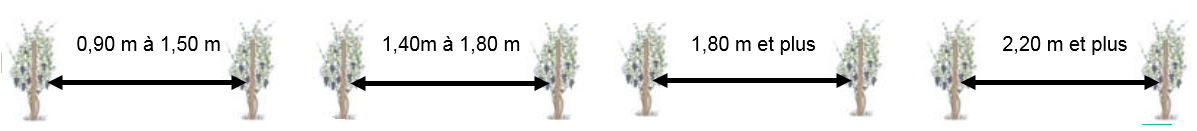 0,90 m à 1,50 m
1,40m à 1,80 m
1,80 m et plus
2,20 m et plus